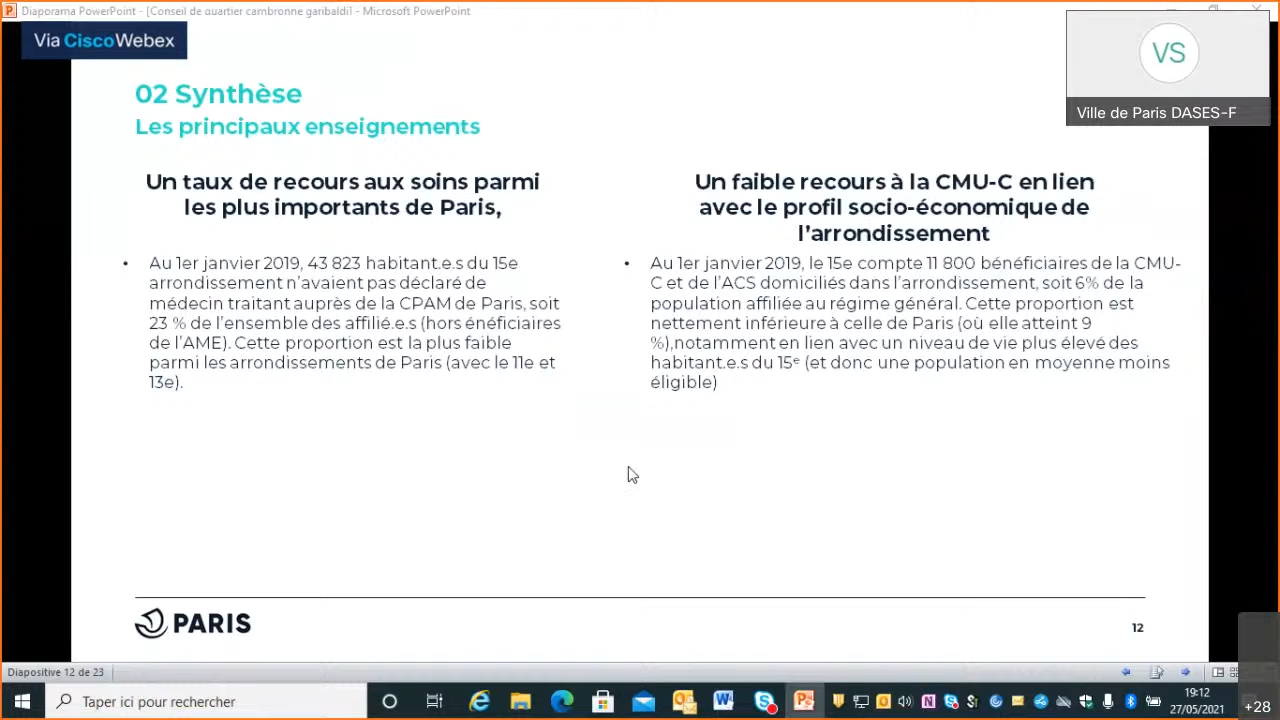 Diaporama PowerPoint - [Conseil de quartier cambronne garibaldi] - Microsoft PowerPoint
Via CiscoWebex
VS
Ville de Paris DASES-F
02 Synthèse
Les principaux enseignements
Un taux de recours aux soins parmi
les plus importants de Paris,
• Au 1er janvier 2019, 43 823 habitant.e.s du 15e
arrondissement n'avaient pas déclaré de
médecin traitant auprès de la CPAM de Paris, soit
23 % de l'ensemble des affilié.e.s (hors énéficiaires
de l'AME). Cette proportion est la plus faible
parmi les arrondissements de Paris (avec le 11e et
13e).
Un faible recours à la CMU-C en lien
avec le profil socio-économique de
l'arrondissement
• Au 1er janvier 2019, le 15e compte 11 800 bénéficiaires de la CMU-
C et de l'ACS domiciliés dans l'arrondissement, soit 6% de la
population affiliée au régime général. Cette proportion est
nettement inférieure à celle de Paris (où elle atteint 9
%),notamment en lien avec un niveau de vie plus élevé des
habitant.e.s du 15ᵉ (et donc une population en moyenne moins
éligible)
PARIS
12
Diapositive 12 de 23
Taper ici pour rechercher
19:12
27/05/2021
+28